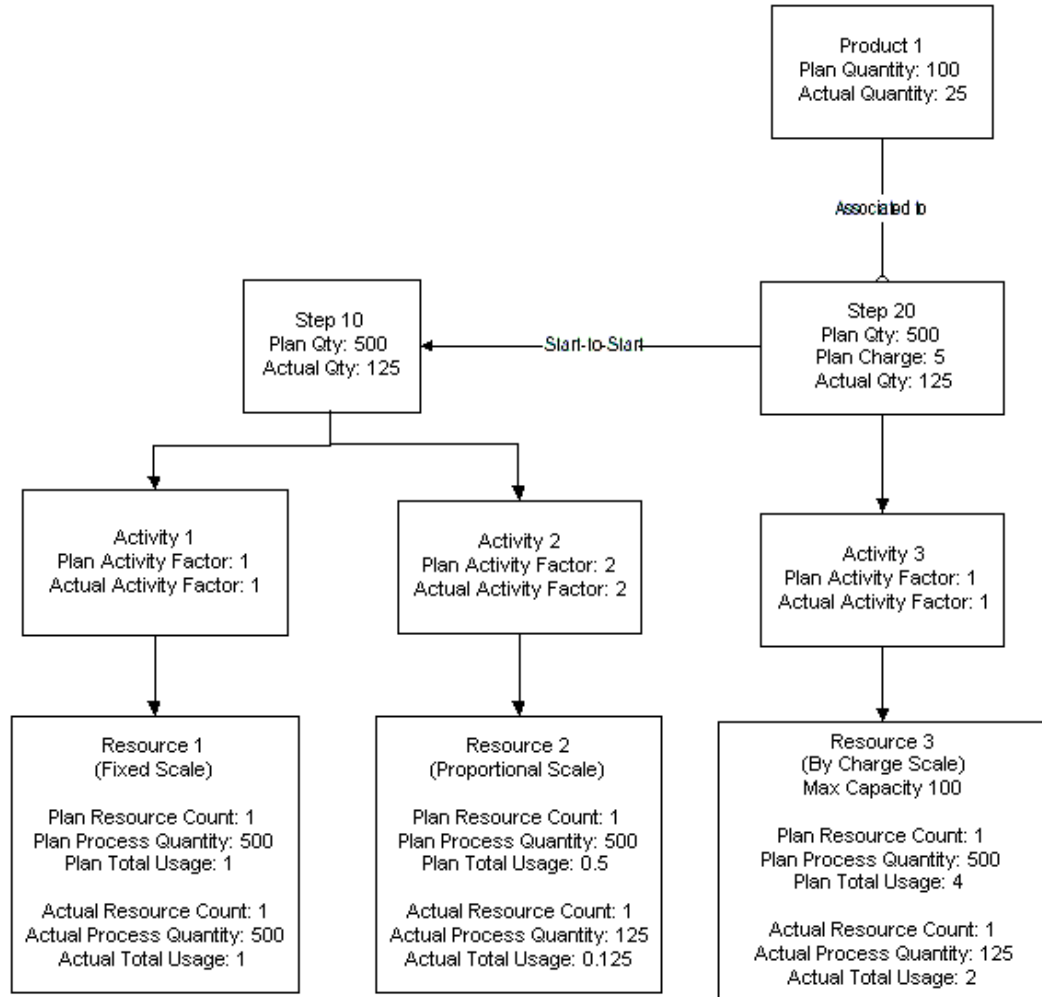 Product 1
Plan Quantity: 100
Actual Quantity: 25
Associated to
Step 10
Plan Qty: 500
Actual Qty: 125
Start-to-Start
Step 20
Plan Qty: 500
Plan Charge: 5
Actual Qty: 125
Activity 1
Plan Activity Factor: 1
Actual Activity Factor: 1
Activity 2
Plan Activity Factor: 2
Actual Activity Factor: 2
Activity 3
Plan Activity Factor: 1
Actual Activity Factor: 1
Resource 1
(Fixed Scale)
Plan Resource Count: 1
Plan Process Quantity: 500
Plan Total Usage: 1
Actual Resource Count: 1
Actual Process Quantity: 500
Actual Total Usage: 1
Resource 2
(Proportional Scale)
Plan Resource Count: 1
Plan Process Quantity: 500
Plan Total Usage: 0.5
Actual Resource Count: 1
Actual Process Quantity: 125
Actual Total Usage: 0.125
Resource 3
(By Charge Scale)
Max Capacity 100
Plan Resource Count: 1
Plan Process Quantity: 500
Plan Total Usage: 4
Actual Resource Count: 1
Actual Process Quantity: 125
Actual Total Usage: 2